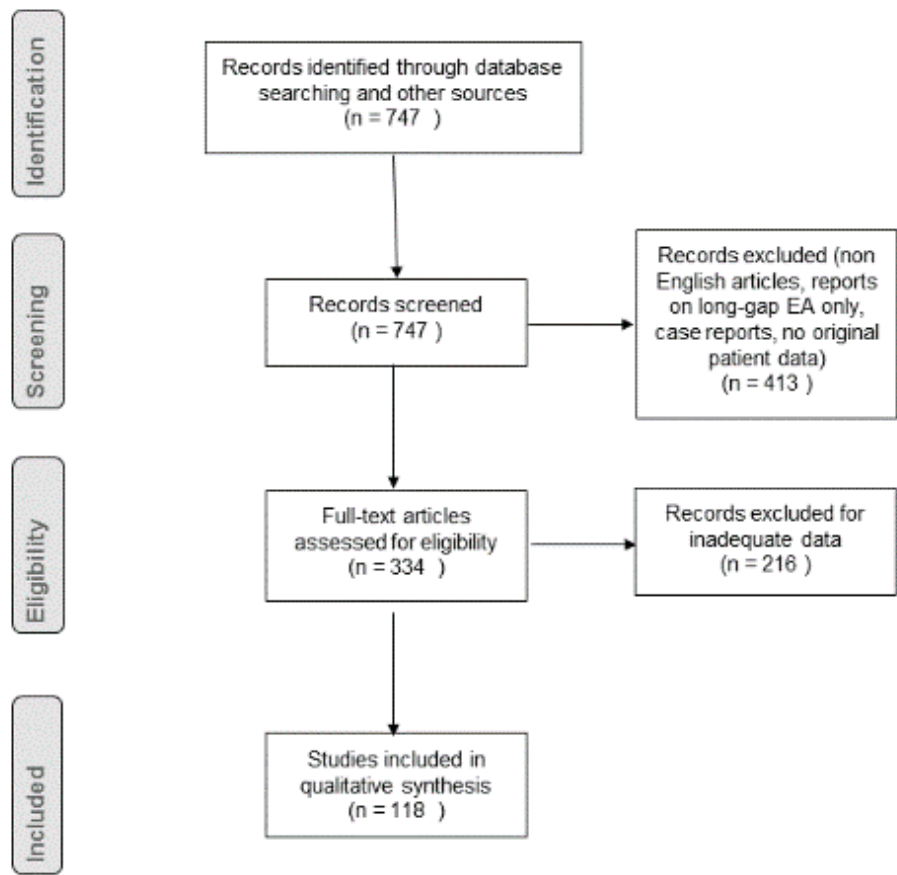 Identification
Records identified through database
searching and other sources
(n = 747 )
Screening
Records screened
(n = 747 )
Records excluded (non
English articles, reports
on long-gap EA only,
case reports, no original
patient data)
(n = 413 )
Eligibility
Full-text articles
assessed for eligibility
(n = 334 )
Records excluded for
inadequate data
(n = 216 )
Included
Studies included in
qualitative synthesis
(n = 118 )